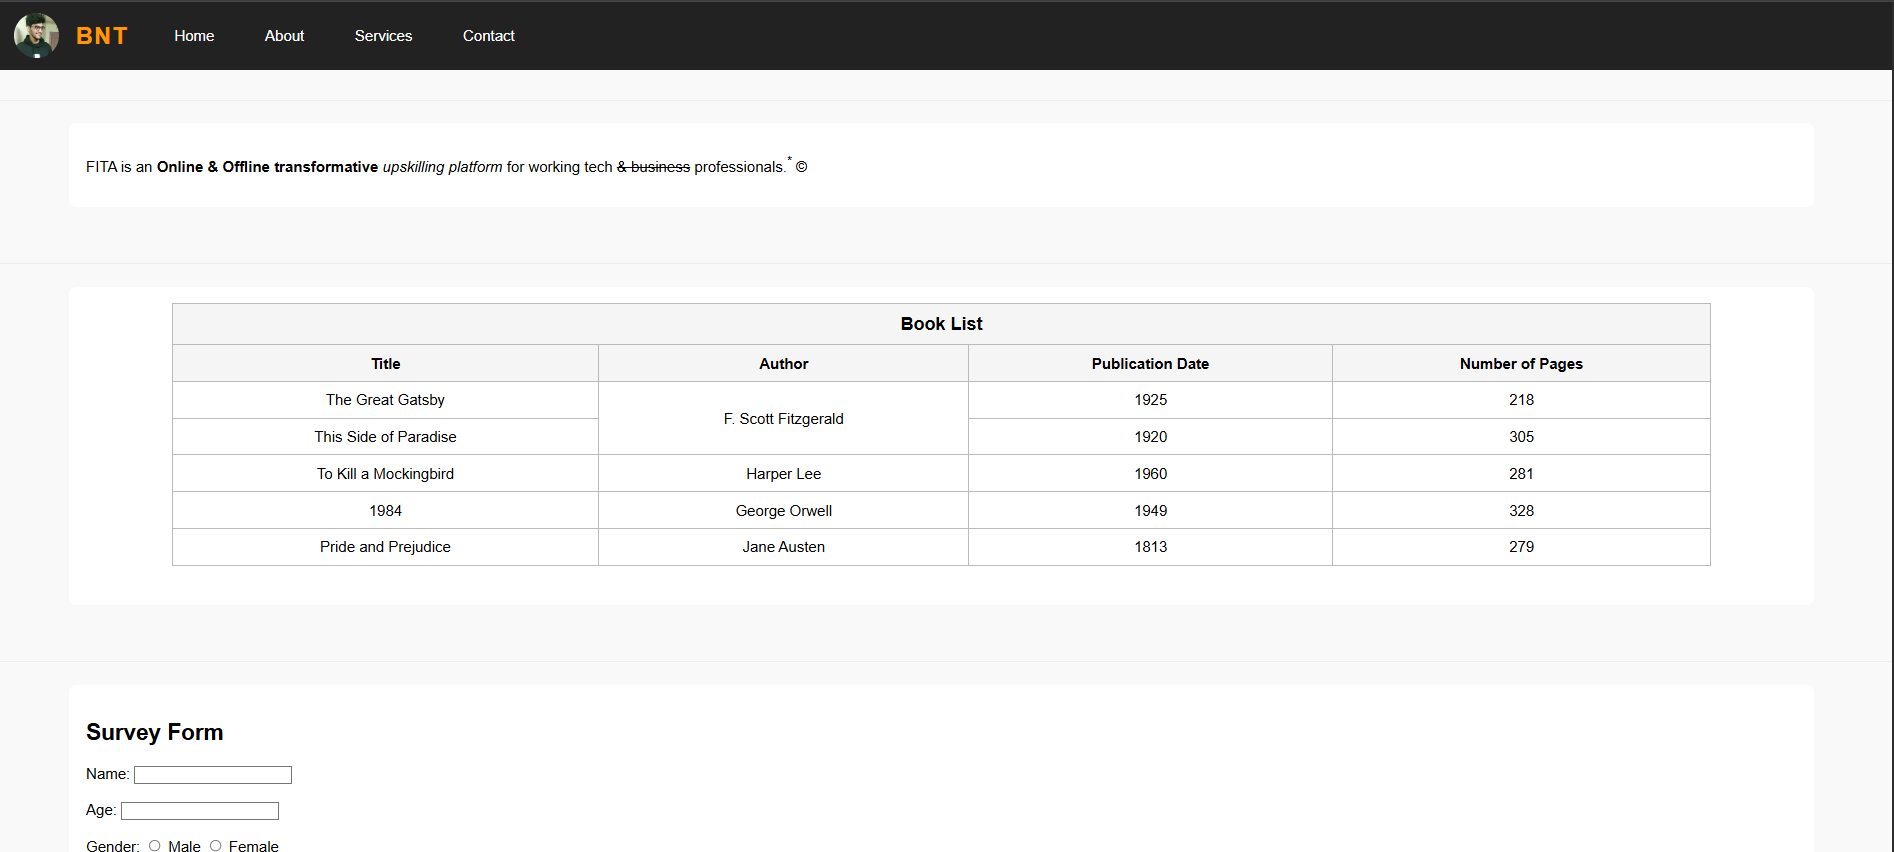 BNT Home About Services Contact
FITA is an Online & Offline transformative upskilling platform for working tech & business professionals.* ©
Book List
Title Author Publication Date Number of Pages
The Great Gatsby F. Scott Fitzgerald 1925 218
This Side of Paradise 1920 305
To Kill a Mockingbird Harper Lee 1960 281
1984 George Orwell 1949 328
Pride and Prejudice Jane Austen 1813 279
Survey Form
Name:
Age:
Gender: Male Female